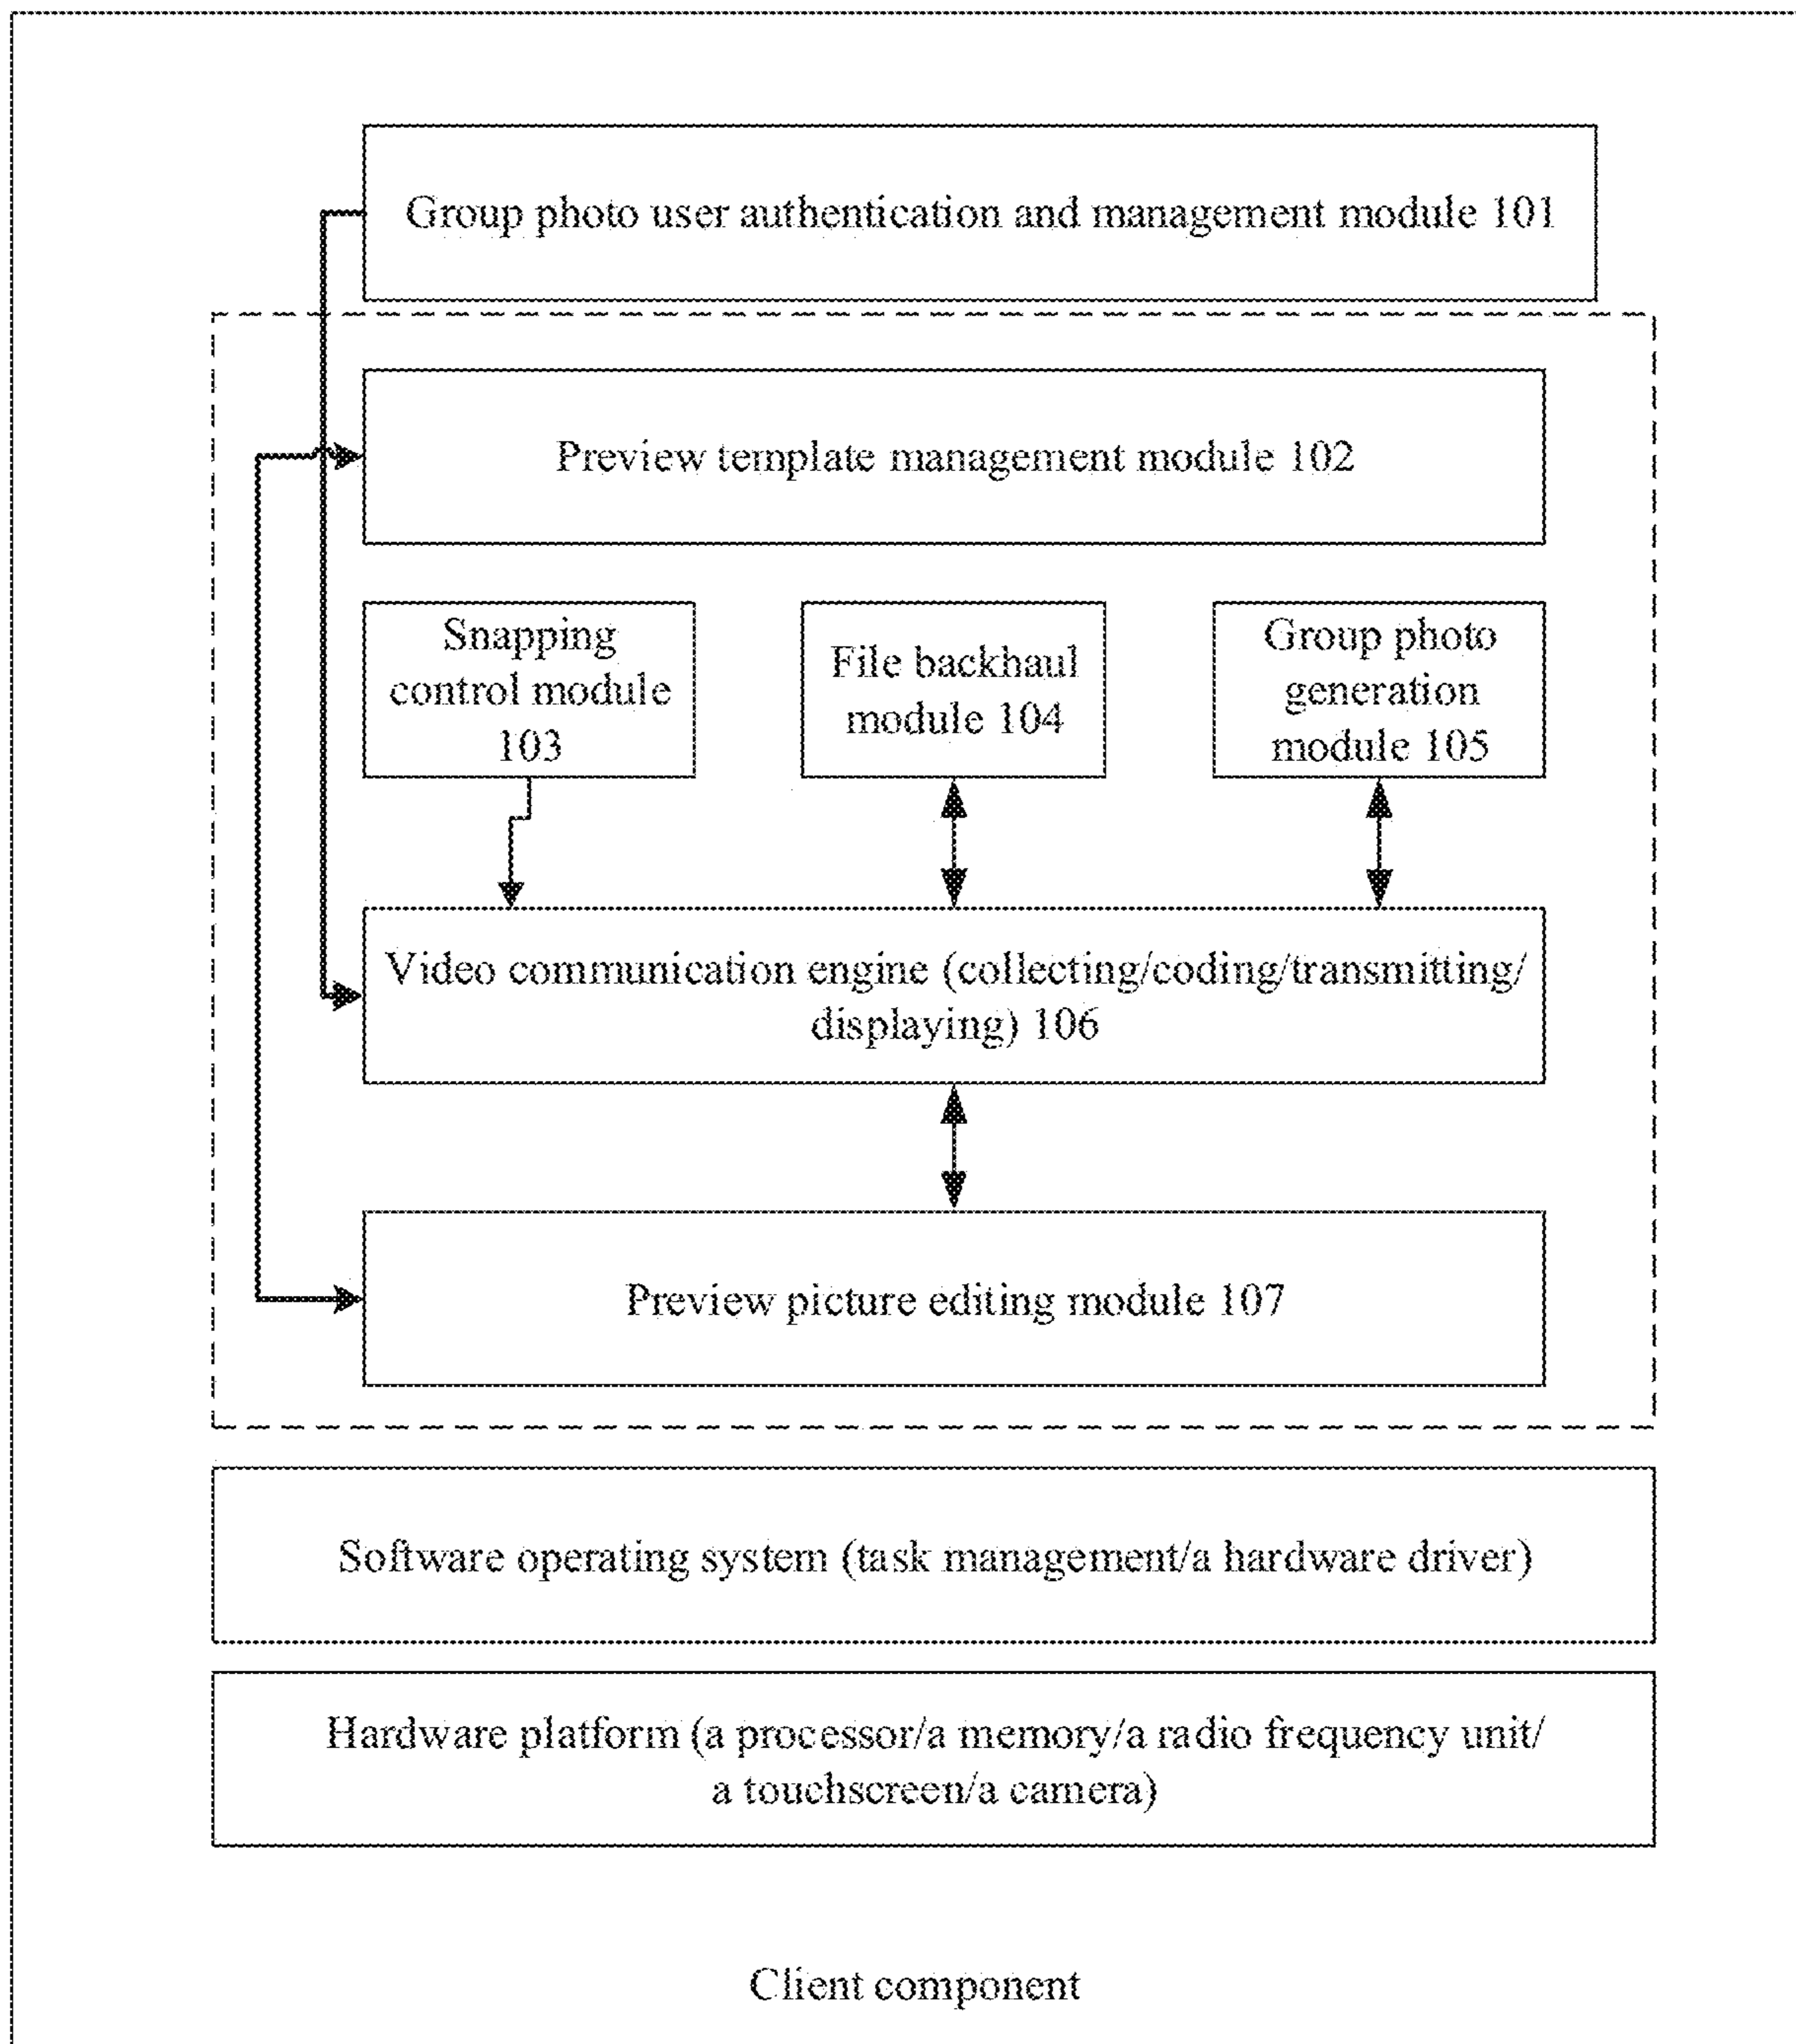 Group photo user authentication and management module 101
Preview template management module 102
Snapping
control module
103
File backhaul
module 104
Group photo
generation
module 105
Video communication engine (collecting/coding/transmitting/
displaying) 106
Preview picture editing module 107
Software operating system (task management/a hardware driver)
Hardware platform (a processor/a memory/a radio frequency unit/
a touchscreen/a camera)
Client component